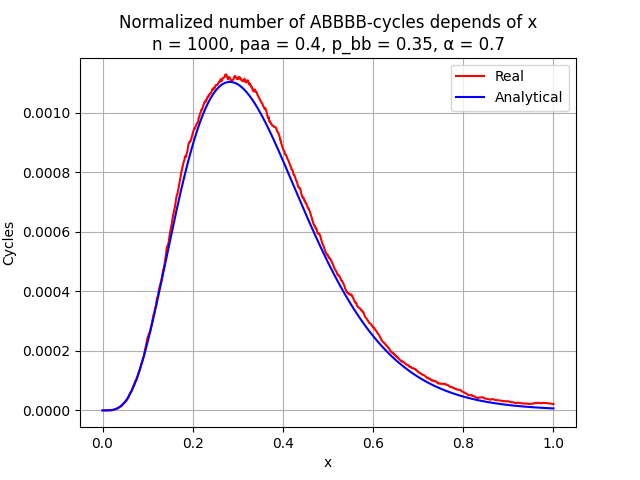 Normalized number of ABBBB-cycles depends of x
n = 1000, paa = 0.4, p_bb = 0.35, α = 0.7
Real
Analytical
0.0010
0.0008
0.0006
0.0004
0.0002
0.0000
Cycles
0.0 0.2 0.4 0.6 0.8 1.0
x